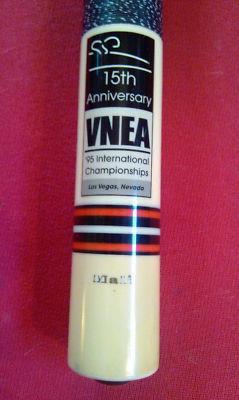 15th
Anniversary
VNEA
'95 International
Championships
Las Vegas, Nevada